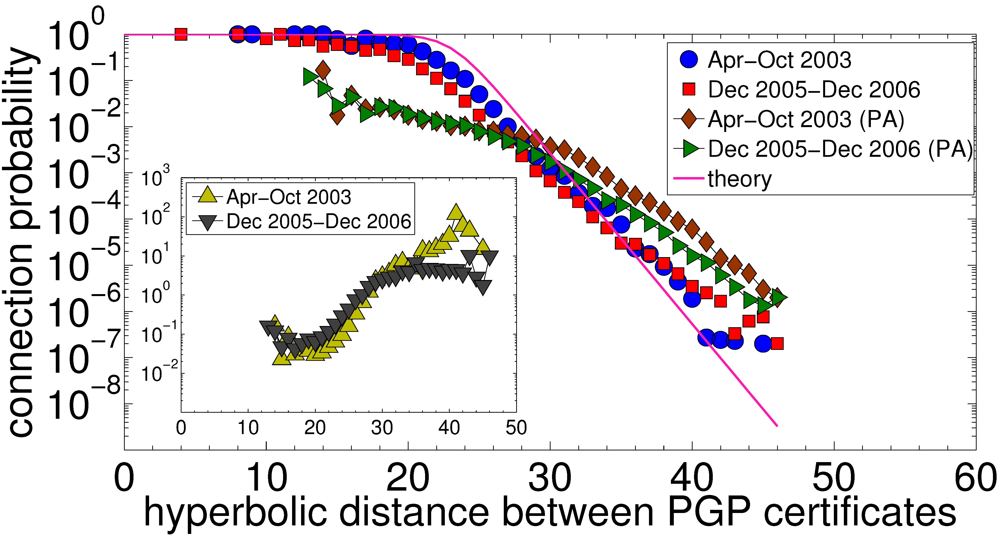 connection probability
10^0
10^−1
10^−2
10^−3
10^−4
10^−5
10^−6
10^−7
10^−8
Apr−Oct 2003
Dec 2005−Dec 2006
Apr−Oct 2003 (PA)
Dec 2005−Dec 2006 (PA)
theory
10^3
10^2
10^1
10^0
10^−1
10^−2
Apr−Oct 2003
Dec 2005−Dec 2006
0 10 20 30 40 50
0 10 20 30 40 50 60
hyperbolic distance between PGP certificates